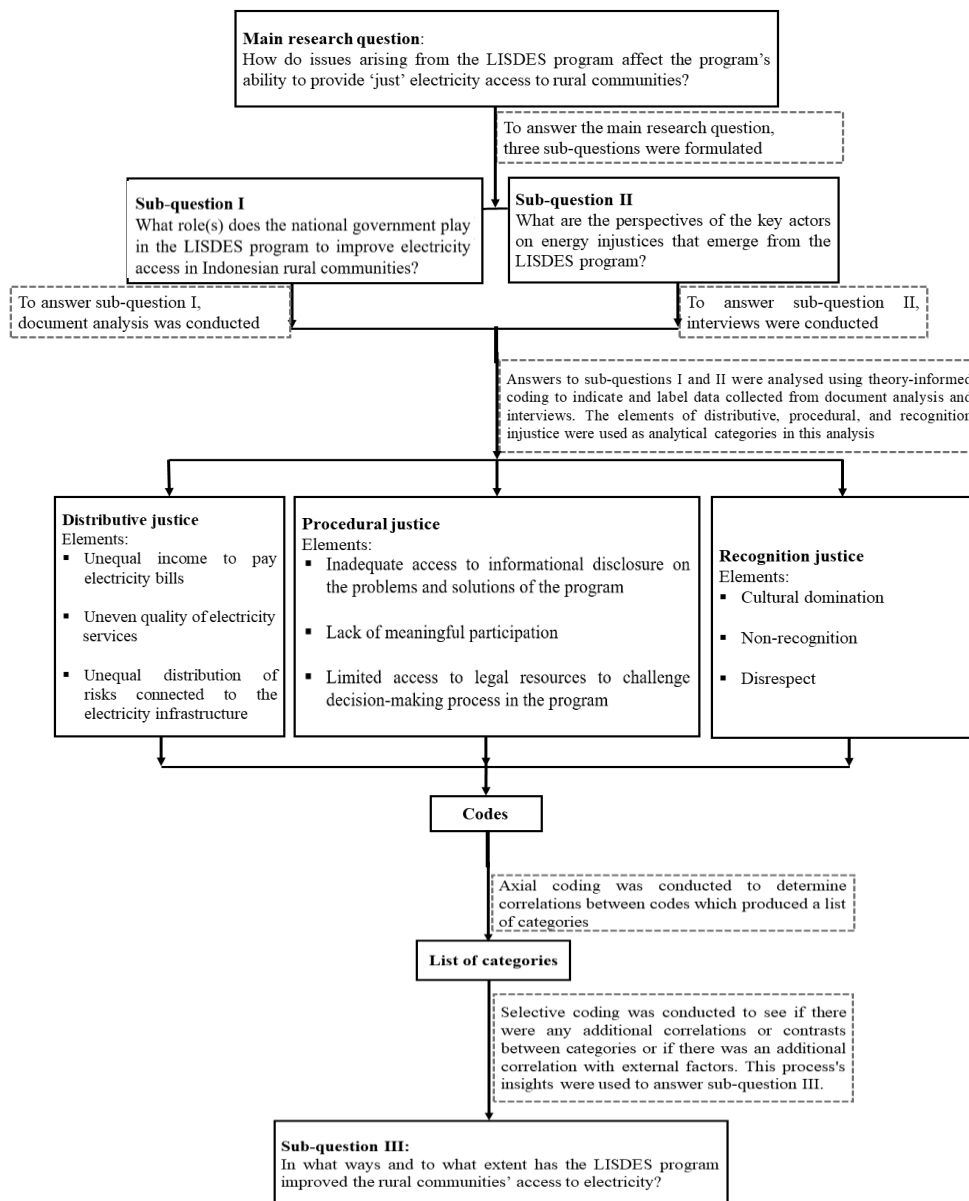 Main research question:
How do issues arising from the LISDES program affect the program's
ability to provide 'just' electricity access to rural communities?
To answer the main research question,
three sub-questions were formulated
Sub-question I
What role(s) does the national government play
in the LISDES program to improve electricity
access in Indonesian rural communities?
Sub-question II
What are the perspectives of the key actors
on energy injustices that emerge from the
LISDES program?
To answer sub-question I,
document analysis was conducted
To answer sub-question II,
interviews were conducted
Answers to sub-questions I and II were analysed using theory-informed
coding to indicate and label data collected from document analysis and
interviews. The elements of distributive, procedural, and recognition
injustice were used as analytical categories in this analysis
Distributive justice
Elements:
▪ Unequal income to pay
electricity bills
▪ Uneven quality of electricity
services
▪ Unequal distribution of
risks connected to the
electricity infrastructure
Procedural justice
Elements:
▪ Inadequate access to informational disclosure on
the problems and solutions of the program
▪ Lack of meaningful participation
▪ Limited access to legal resources to challenge
decision-making process in the program
Recognition justice
Elements:
▪ Cultural domination
▪ Non-recognition
▪ Disrespect
Codes
Axial coding was conducted to determine
correlations between codes which produced a list
of categories
List of categories
Selective coding was conducted to see if there
were any additional correlations or contrasts
between categories or if there was an additional
correlation with external factors. This process's
insights were used to answer sub-question III.
Sub-question III:
In what ways and to what extent has the LISDES program
improved the rural communities' access to electricity?